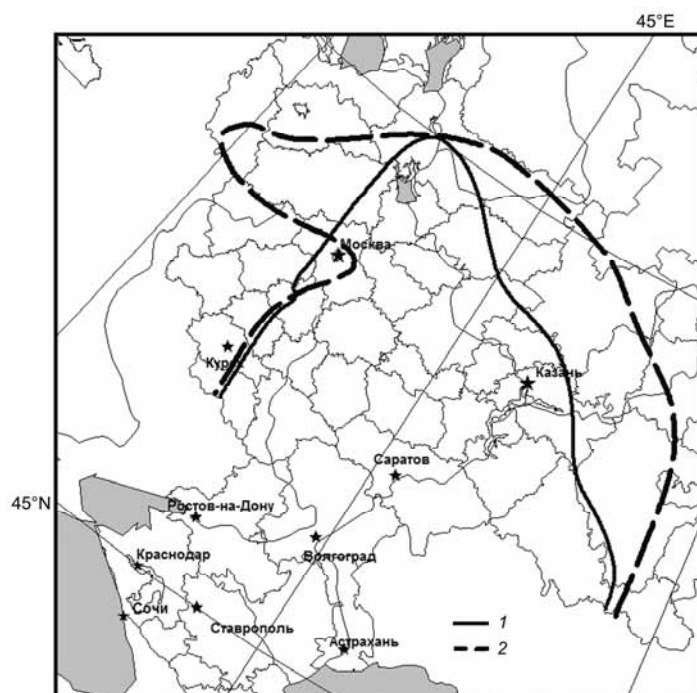 45°E
Москва
Казань
Саратов
45°N
Ростов-на-Дону
Волгоград
Краснодар
Сочи
Ставрополь
Астрахань
1
2